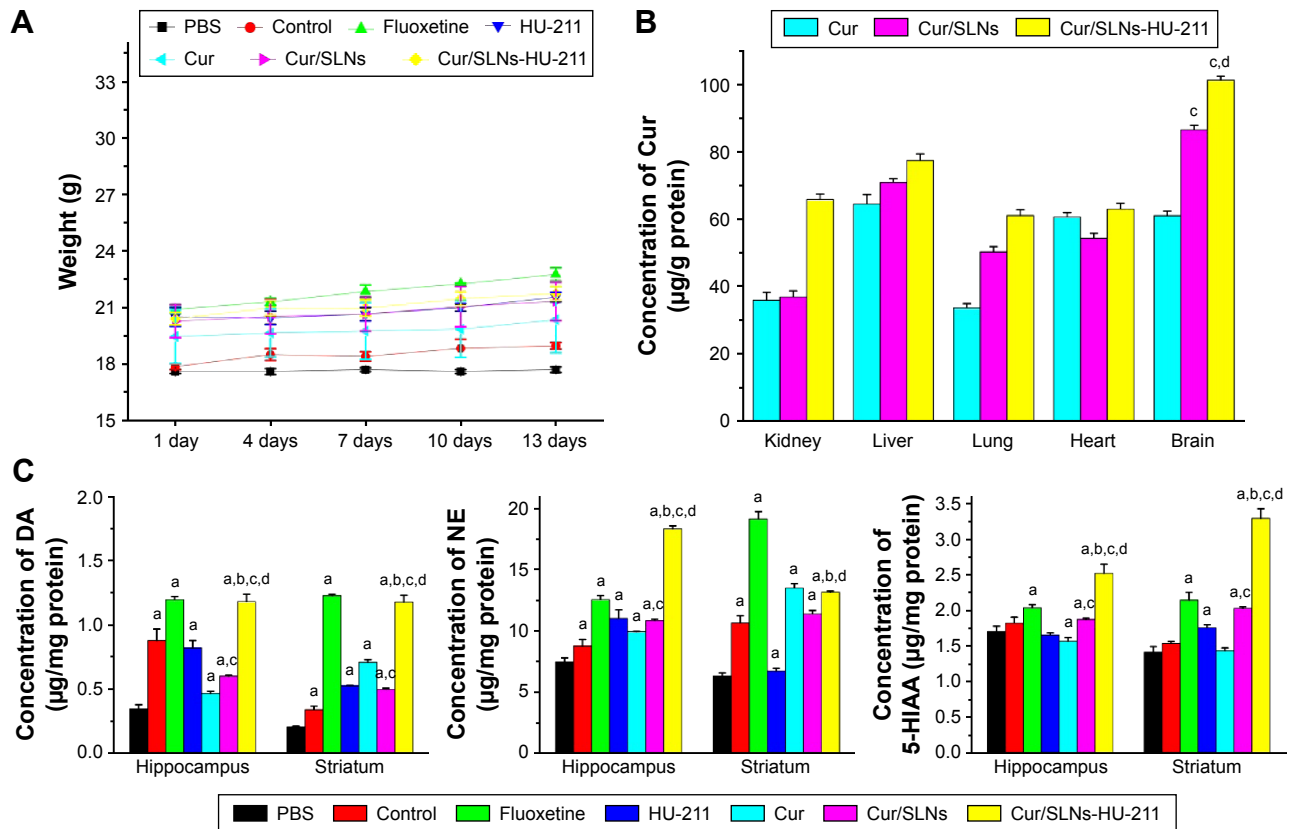 A
PBS Control Fluoxetine HU-211
Cur Cur/SLNs Cur/SLNs-HU-211
Weight (g)
33
30
27
24
21
18
15
1 day 4 days 7 days 10 days 13 days
B
Cur Cur/SLNs Cur/SLNs-HU-211
Concentration of Cur
(µg/g protein)
100
80
60
40
20
0
c
c,d
Kidney Liver Lung Heart Brain
C
Concentration of DA
(µg/mg protein)
2.0
1.5
1.2
1.0
0.5
0.0
a a a a a,c a,b,c,d
a a a a a,c a,b,c,d
Hippocampus Striatum
Concentration of NE
(µg/mg protein)
20
18
15
13
10
5
0
a a a a a,c a,b,c,d
a a a a a,b,d
Hippocampus Striatum
Concentration of
5-HIAA (µg/mg protein)
3.5
3.0
2.5
2.0
1.5
1.0
0.5
0.0
a a a,c a,b,c,d
a a a,c a,b,c,d
Hippocampus Striatum
PBS Control Fluoxetine HU-211 Cur Cur/SLNs Cur/SLNs-HU-211